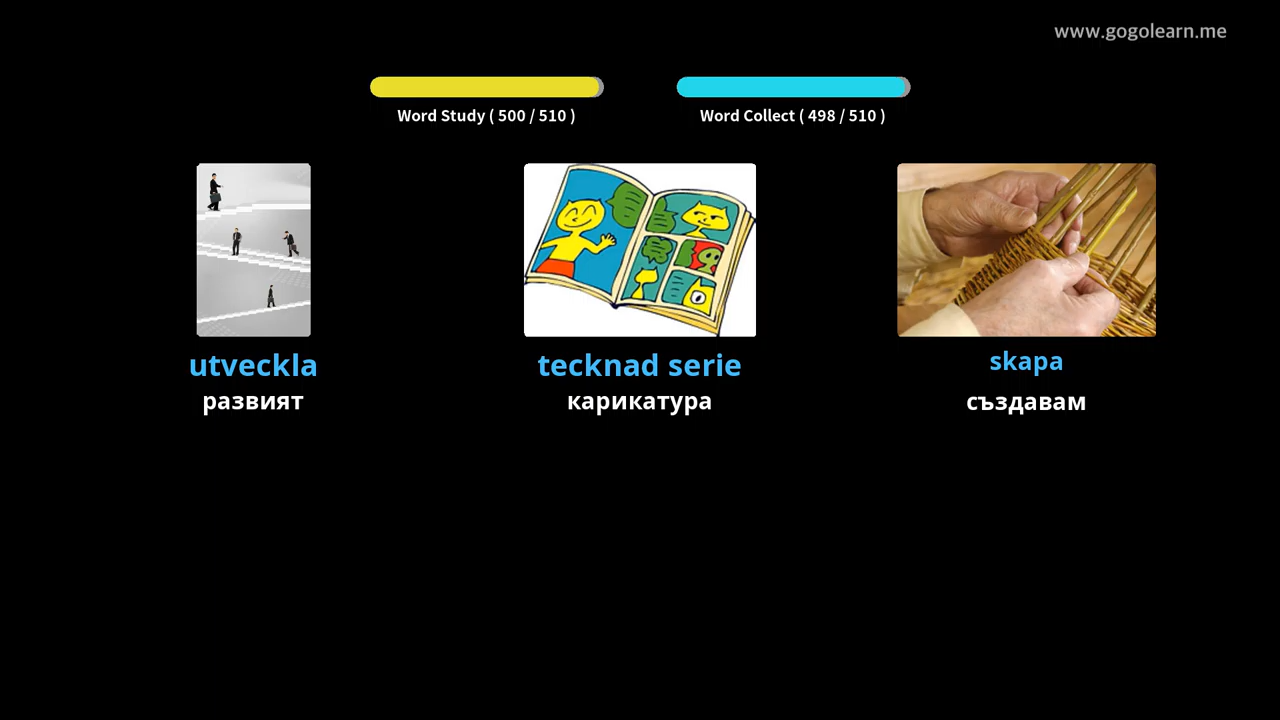 www.gogolearn.me
Word Study ( 500 / 510 )
Word Collect ( 498 / 510 )
utveckla
развият
tecknad serie
карикатура
skapa
създавам